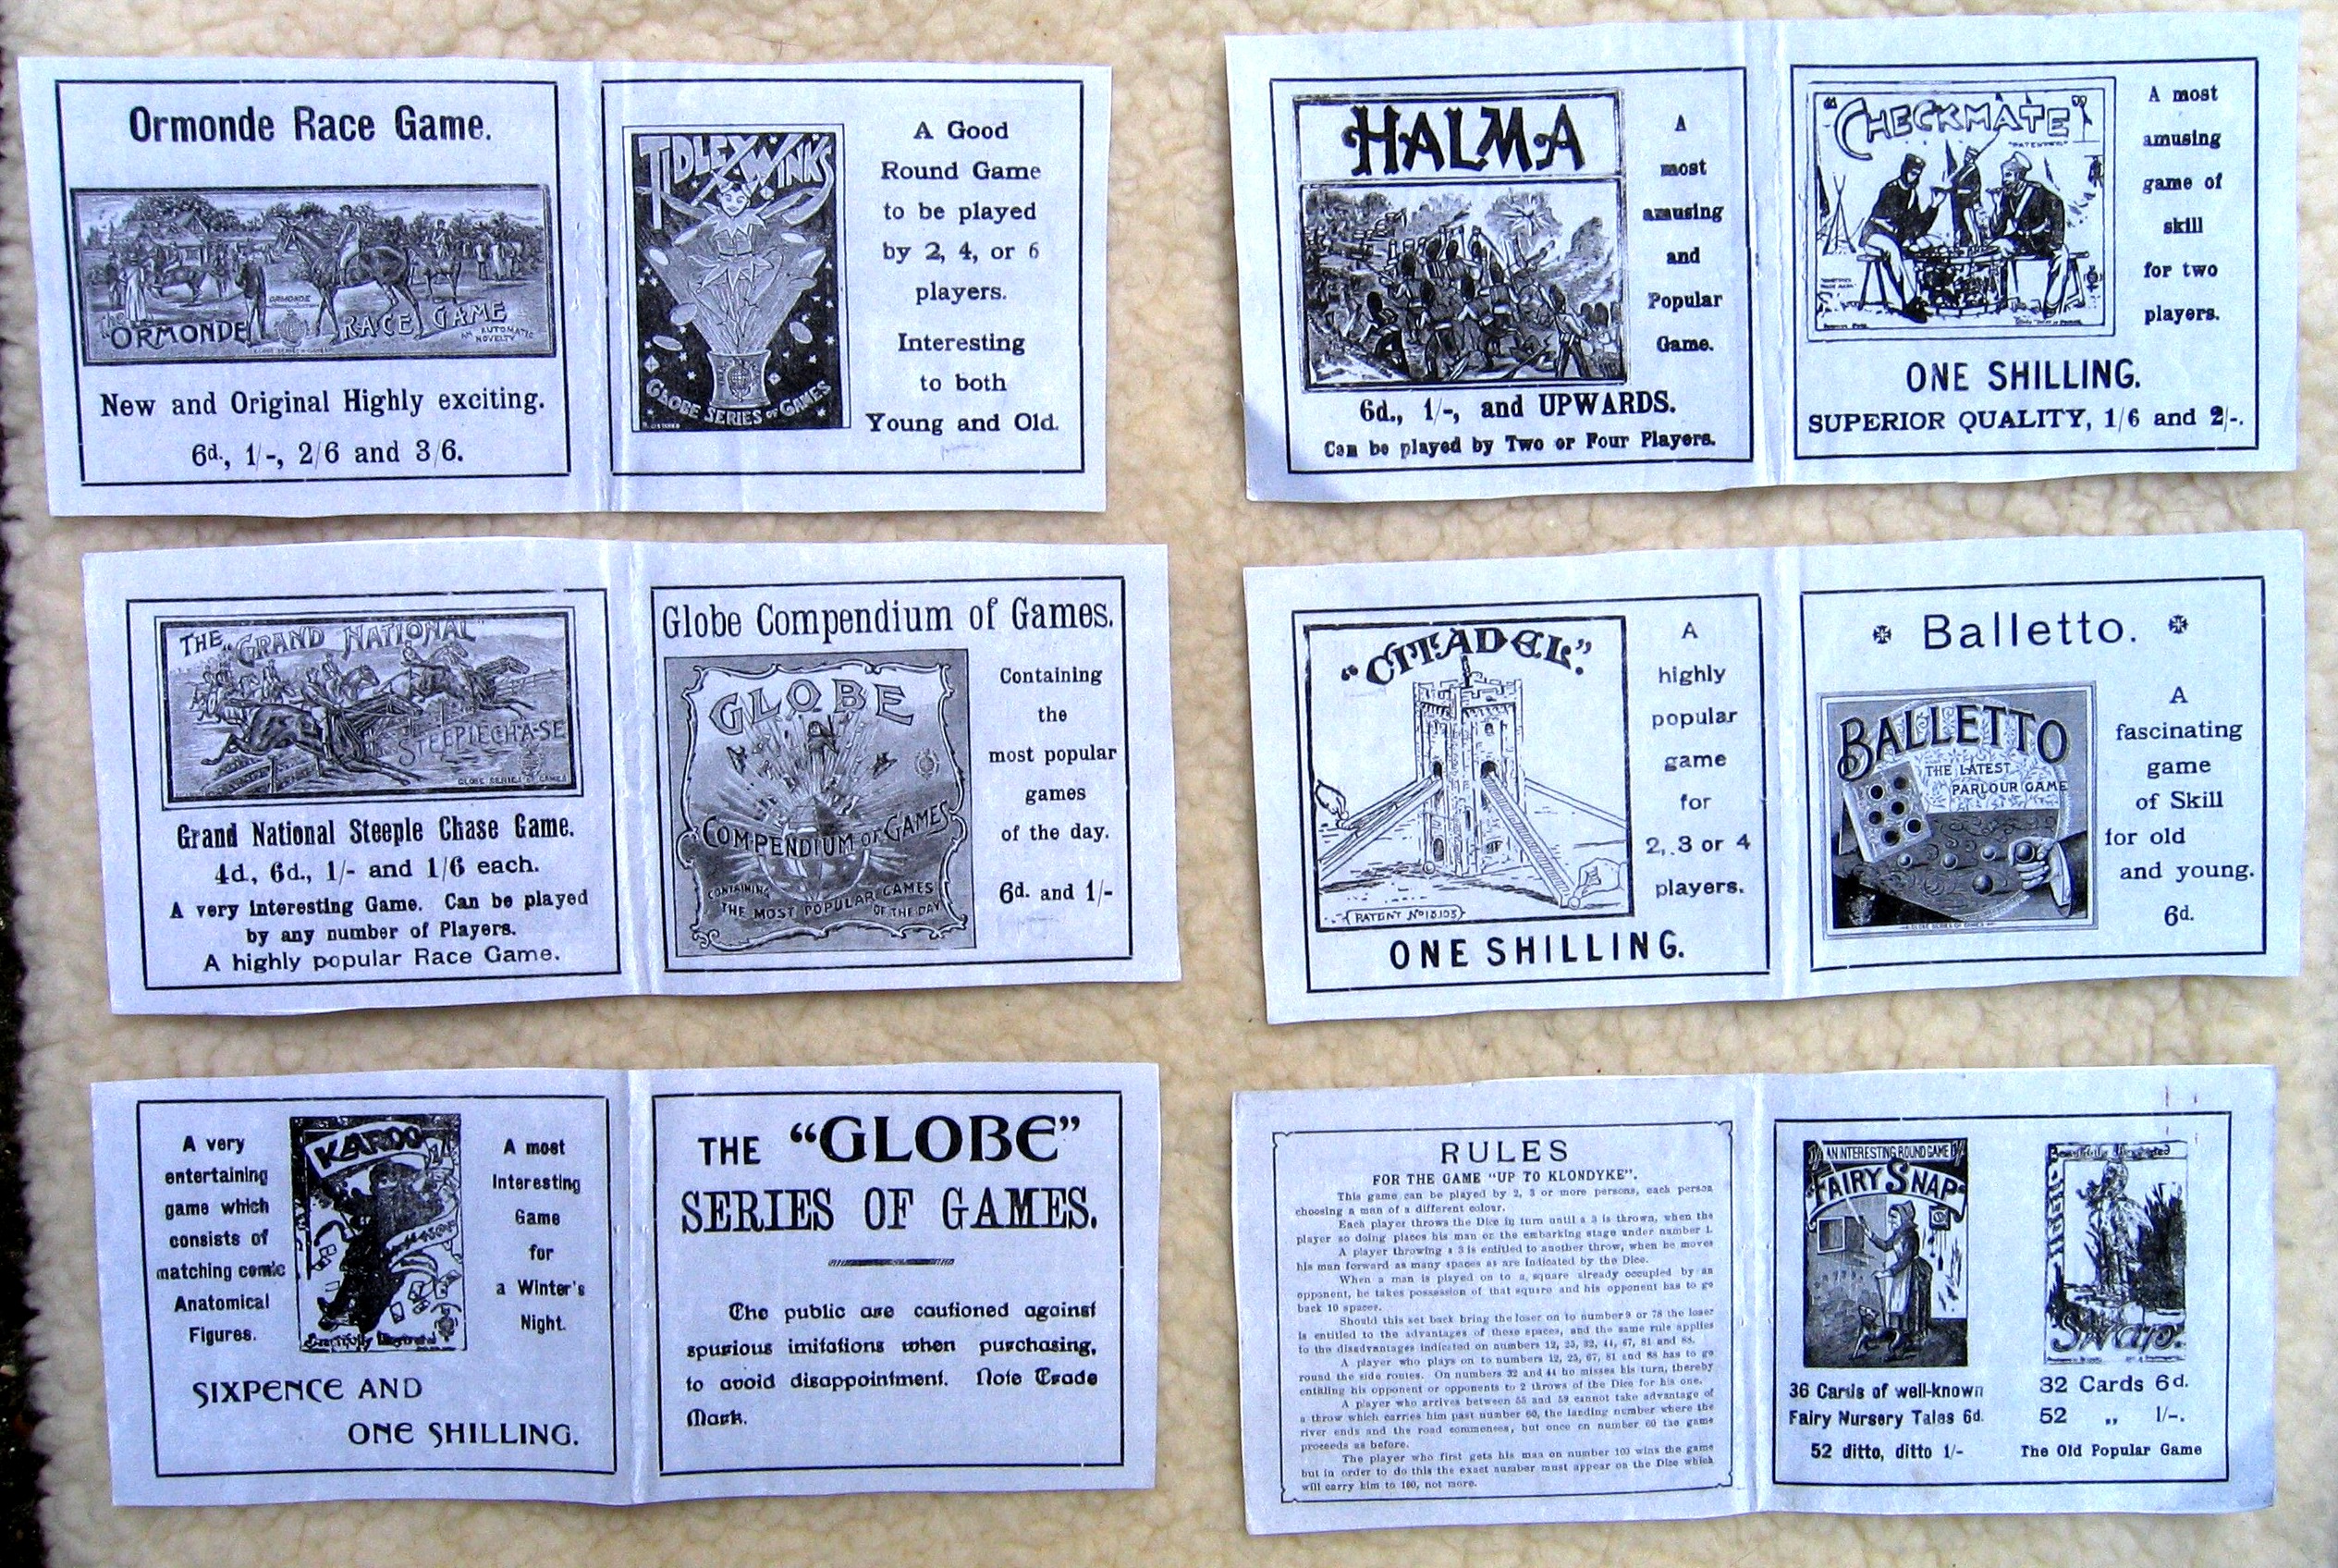 Ormonde Race Game.
The ORMONDE RACE GAME
ORMONDE
AN AUTOMATIC
NOVELTY
New and Original Highly exciting.
6d., 1/-, 2/6 and 3/6.
TIDLEY WINKS
GLOBE SERIES OF GAMES
A Good
Round Game
to be played
by 2, 4, or 6
players.
Interesting
to both
Young and Old.
HALMA
A
most
amusing
and
Popular
Game.
6d., 1/-, and UPWARDS.
Can be played by Two or Four Players.
"CHECKMATE"
A most
amusing
game of
skill
for two
players.
ONE SHILLING.
SUPERIOR QUALITY, 1/6 and 2/-.
THE "GRAND NATIONAL"
STEEPLECHASE
GLOBE SERIES OF GAMES
Grand National Steeple Chase Game.
4d., 6d., 1/- and 1/6 each.
A very Interesting Game. Can be played
by any number of Players.
A highly popular Race Game.
Globe Compendium of Games.
GLOBE
COMPENDIUM OF GAMES
CONTAINING
THE MOST POPULAR GAMES
OF THE DAY
Containing
the
most popular
games
of the day.
6d. and 1/-
"CITADEL."
PATENT No 15,105
A
highly
popular
game
for
2, 3 or 4
players.
ONE SHILLING.
Balletto.
BALLETTO
THE LATEST
PARLOUR GAME
A
fascinating
game
of Skill
for old
and young.
6d.
A very
entertaining
game which
consists of
matching comic
Anatomical
Figures.
KAROO
A most
Interesting
Game
for
a Winter's
Night.
SIXPENCE AND
ONE SHILLING.
THE "GLOBE"
SERIES OF GAMES.
The public are cautioned against
spurious imitations when purchasing,
to avoid disappointment. Note Trade
Mark.
RULES
FOR THE GAME "UP TO KLONDYKE".
This game can be played by 2, 3 or more persons, each person
choosing a man of a different colour.
Each player throws the Dice in turn until a 3 is thrown, when the
player so doing places his man on the embarking stage under number 1.
A player throwing a 3 is entitled to another throw, when he moves
his man forward as many spaces as are indicated by the Dice.
When a man is played on to a square already occupied by an
opponent, he takes possession of that square and his opponent has to go
back 10 spaces.
Should this set back bring the loser on to number 9 or 78 the loser
is entitled to the advantages of these spaces, and the same rule applies
to the disadvantages indicated on numbers 12, 25, 32, 44, 67, 81 and 88.
A player who plays on to numbers 12, 25, 67, 81 and 88 has to go
round the side routes. On numbers 32 and 44 he misses his turn, thereby
entitling his opponent or opponents to 2 throws of the Dice for his one.
A player who arrives between 55 and 59 cannot take advantage of
a throw which carries him past number 60, the landing number where the
river ends and the road commences, but once on number 60 the game
proceeds as before.
The player who first gets his man on number 100 wins the game
but in order to do this the exact number must appear on the Dice which
will carry him to 100, not more.
AN INTERESTING ROUND GAME
FAIRY SNAP
36 Cards of well-known
Fairy Nursery Tales 6d.
52 ditto, ditto 1/-
Snap.
32 Cards 6d.
52 „ 1/-.
The Old Popular Game